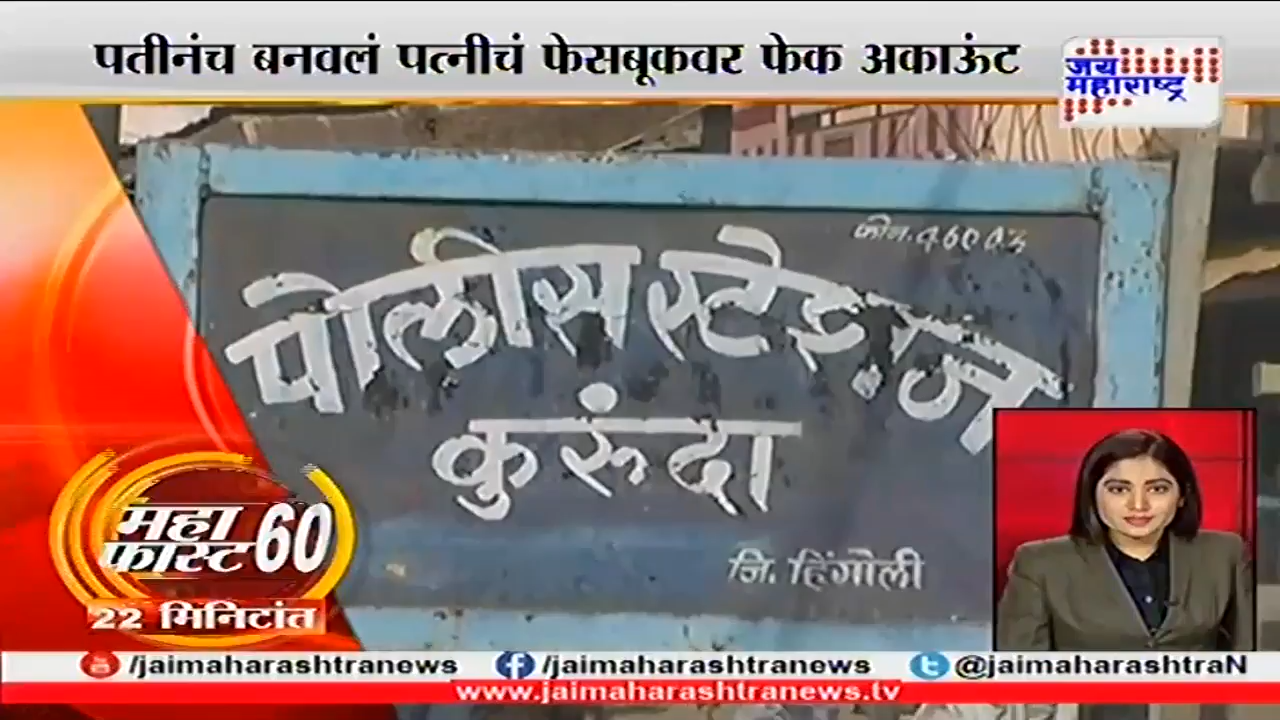 पतीनंच बनवलं पत्नीचं फेसबूकवर फेक अकाऊंट
जय
महाराष्ट्र
फोन.
पोलीस स्टेशन
कुरुंदा
जि. हिंगोली
महा
फास्ट 60
22 मिनिटांत
/jaimaharashtranews /jaimaharashtranews @jaimaharashtraN
www.jaimaharashtranews.tv